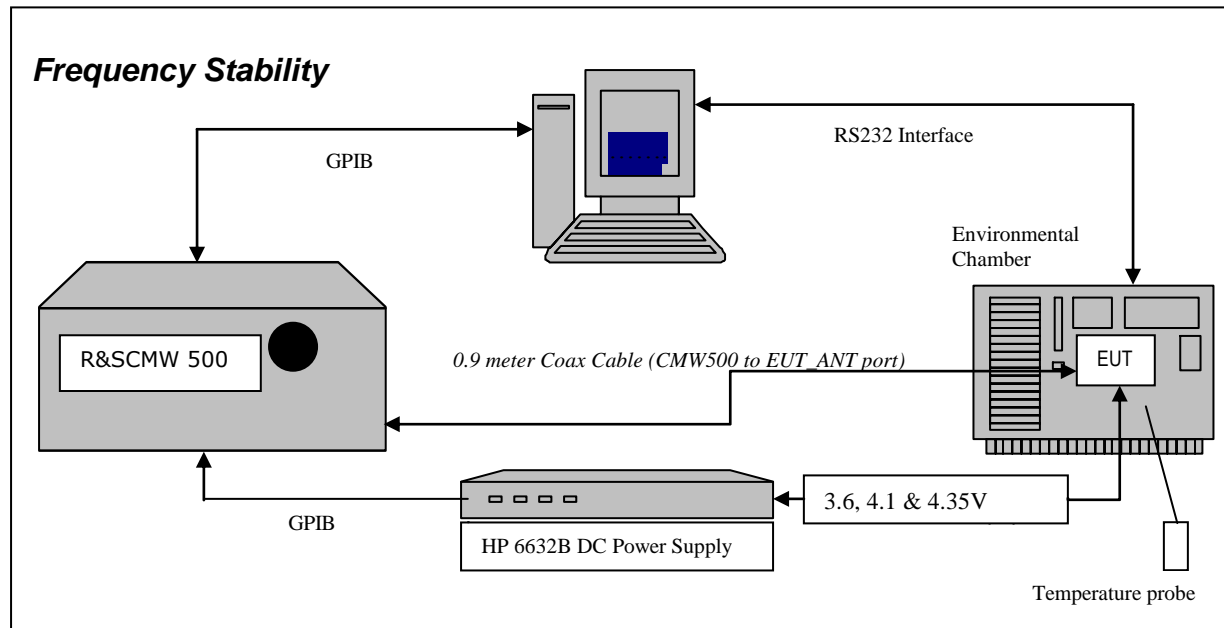 Frequency Stability
RS232 Interface
GPIB
Environmental
Chamber
R&SCMW 500
0.9 meter Coax Cable (CMW500 to EUT_ANT port)
EUT
3.6, 4.1 & 4.35V
GPIB
HP 6632B DC Power Supply
Temperature probe